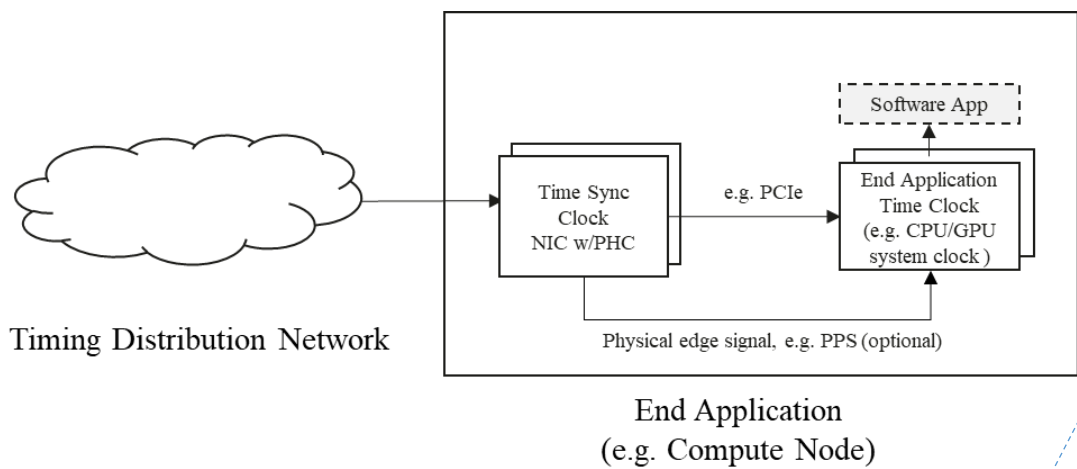 Software App
Time Sync
Clock
NIC w/PHC
e.g. PCIe
End Application
Time Clock
(e.g. CPU/GPU
system clock )
Physical edge signal, e.g. PPS (optional)
Timing Distribution Network
End Application
(e.g. Compute Node)